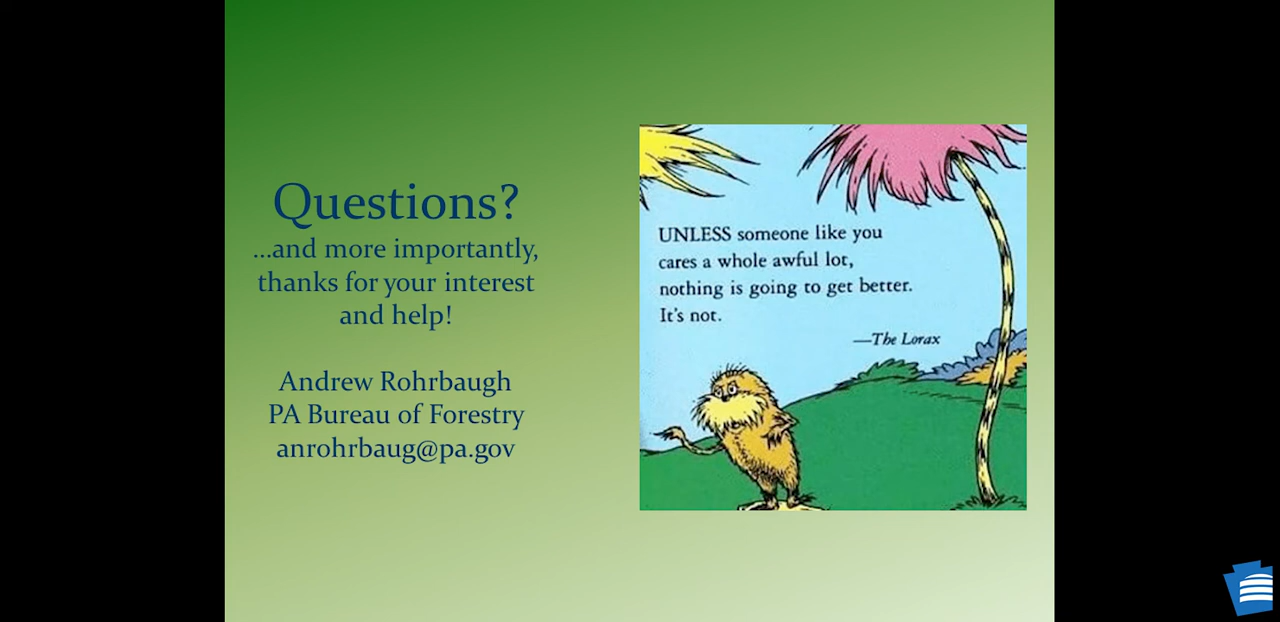 Questions?
...and more importantly,
thanks for your interest
and help!
Andrew Rohrbaugh
PA Bureau of Forestry
anrohrbaug@pa.gov
UNLESS someone like you
cares a whole awful lot,
nothing is going to get better.
It's not.
—The Lorax